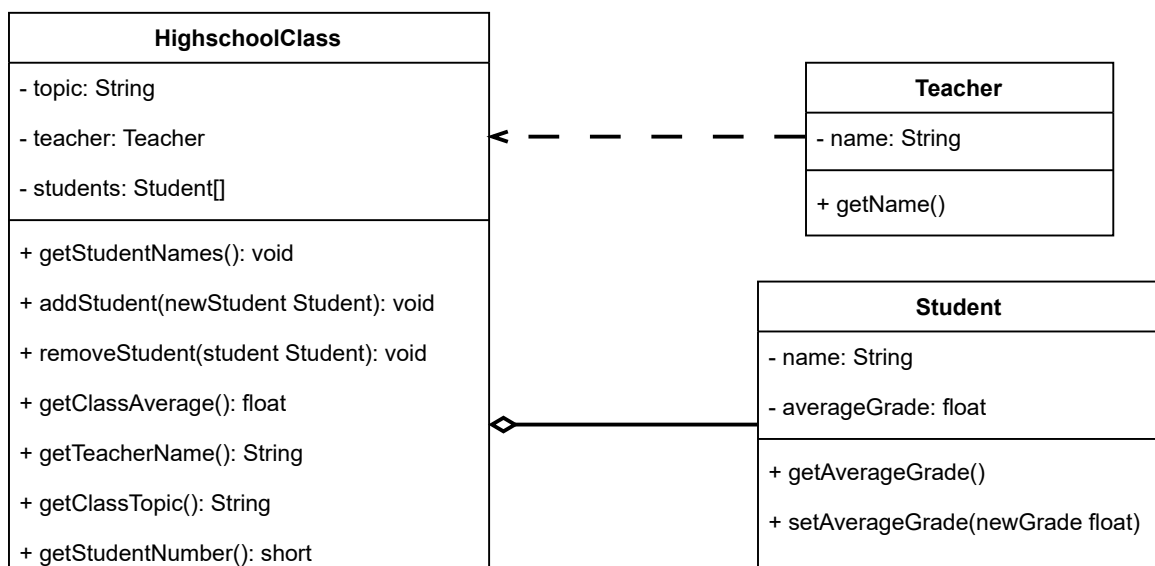 HighschoolClass
- topic: String
- teacher: Teacher
- students: Student[]
+ getStudentNames(): void
+ addStudent(newStudent Student): void
+ removeStudent(student Student): void
+ getClassAverage(): float
+ getTeacherName(): String
+ getClassTopic(): String
+ getStudentNumber(): short
Teacher
- name: String
+ getName()
Student
- name: String
- averageGrade: float
+ getAverageGrade()
+ setAverageGrade(newGrade float)